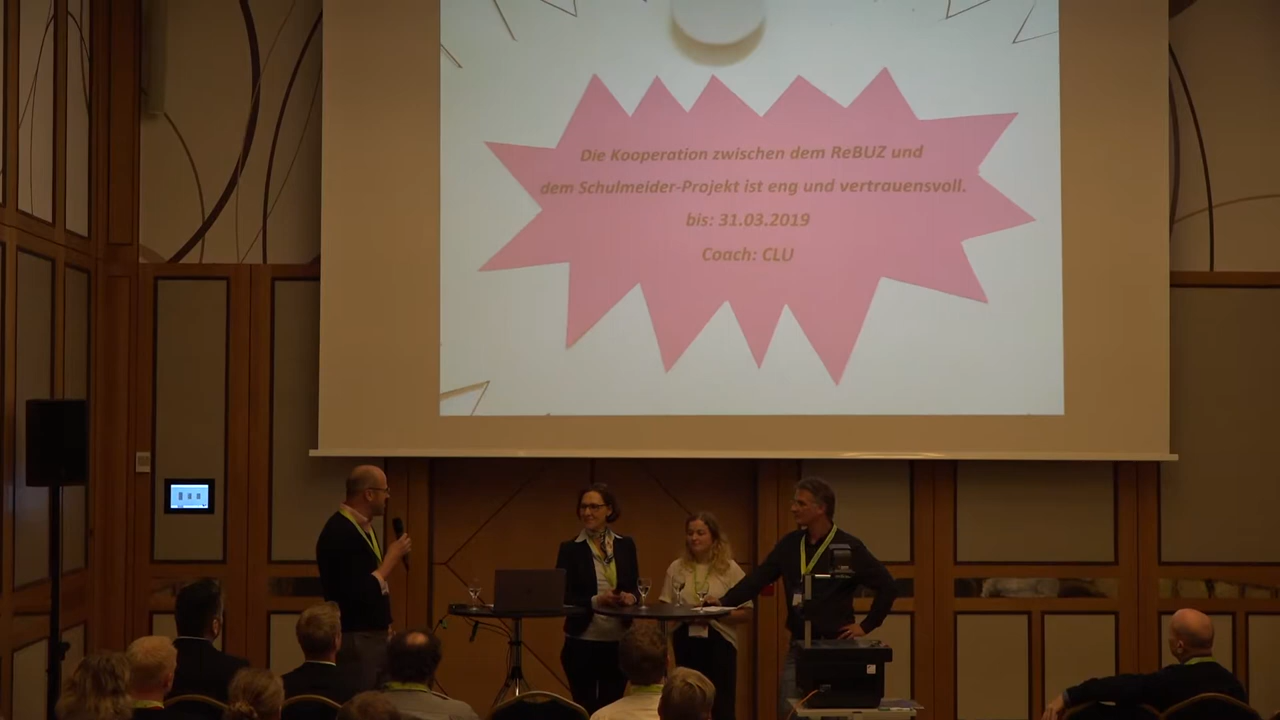 Die Kooperation zwischen dem ReBUZ und
dem Schulmeider-Projekt ist eng und vertrauensvoll.
bis: 31.03.2019
Coach: CLU